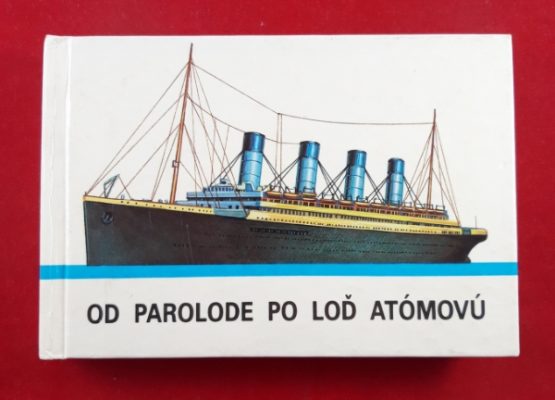 OD PAROLODE PO LOĎ ATÓMOVÚ